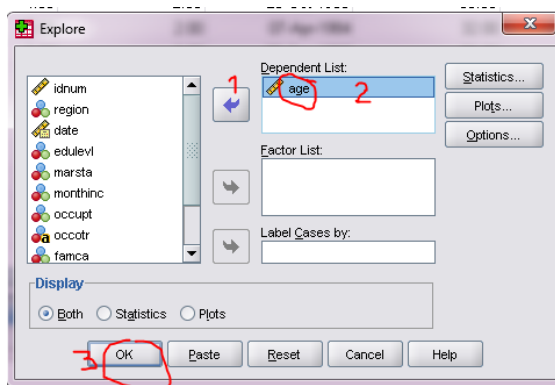 Explore
Dependent List:
1
age
2
Statistics...
Plots...
Options...
idnum
region
date
edulevl
marsta
monthinc
occupt
occotr
famca
Factor List:
Label Cases by:
Display
Both Statistics Plots
3
OK Paste Reset Cancel Help